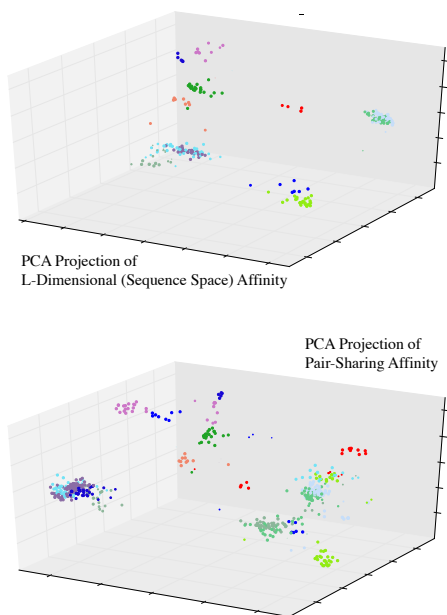 PCA Projection of
L-Dimensional (Sequence Space) Affinity
PCA Projection of
Pair-Sharing Affinity